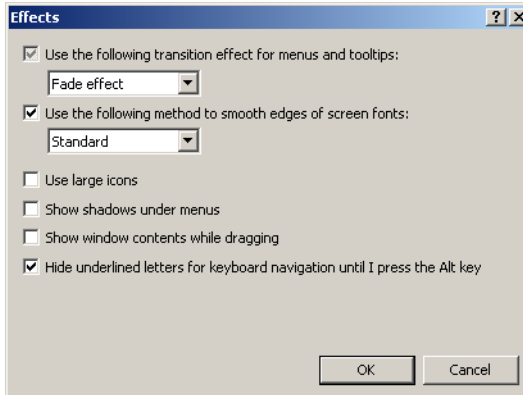 Effects
Use the following transition effect for menus and tooltips:
Fade effect
Use the following method to smooth edges of screen fonts:
Standard
Use large icons
Show shadows under menus
Show window contents while dragging
Hide underlined letters for keyboard navigation until I press the Alt key
OK Cancel